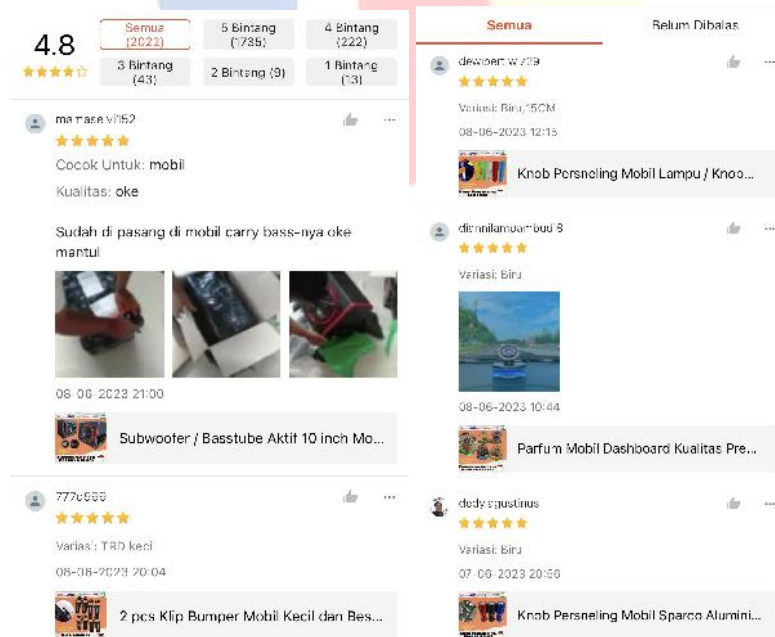 4.8
Semua
(2022)
5 Bintang
(1735)
4 Bintang
(222)
3 Bintang
(43)
2 Bintang (9)
1 Bintang
(13)
Cocok Untuk: mobil
Kualitas: oke
Sudah di pasang di mobil carry bass-nya oke
mantul
08-06-2023 21:00
Subwoofer / Basstube Aktif 10 inch Mo...
Variasi: TRD kecil
08-06-2023 20:04
2 pcs Klip Bumper Mobil Kecil dan Bes...
Semua
Belum Dibalas
Variasi: Biru,15CM
08-06-2023 12:15
Knob Persneling Mobil Lampu / Knob...
Variasi: Biru
08-06-2023 10:44
Parfum Mobil Dashboard Kualitas Pre...
dedy agustinus
Variasi: Biru
07-06-2023 20:56
Knob Persneling Mobil Sparco Alumini...